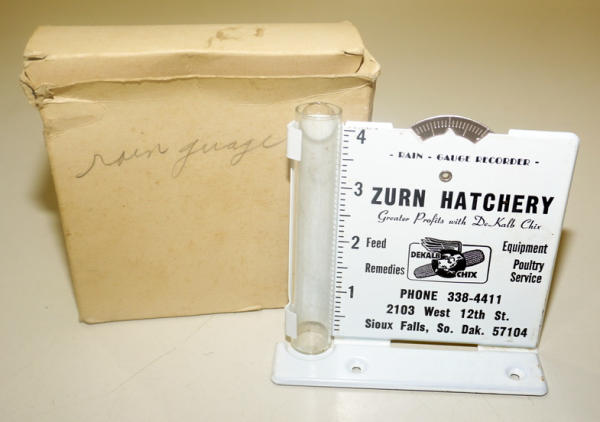 rain guage
4
- RAIN - GAUGE RECORDER -
3
ZURN HATCHERY
Greater Profits with De.Kalb Chix
2
Feed
Equipment
DEKALB
CHIX
Remedies
Poultry
Service
1
PHONE 338-4411
2103 West 12th St.
Sioux Falls, So. Dak. 57104